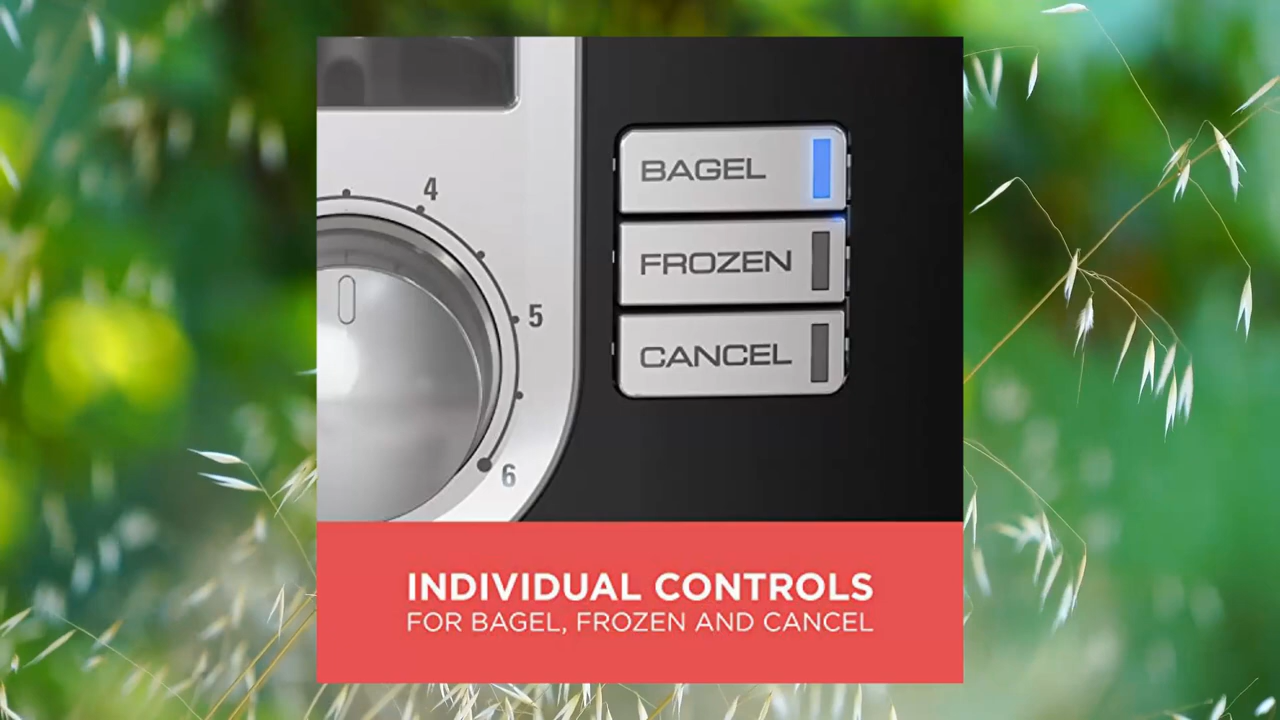 4
5
6
BAGEL
FROZEN
CANCEL
INDIVIDUAL CONTROLS
FOR BAGEL, FROZEN AND CANCEL